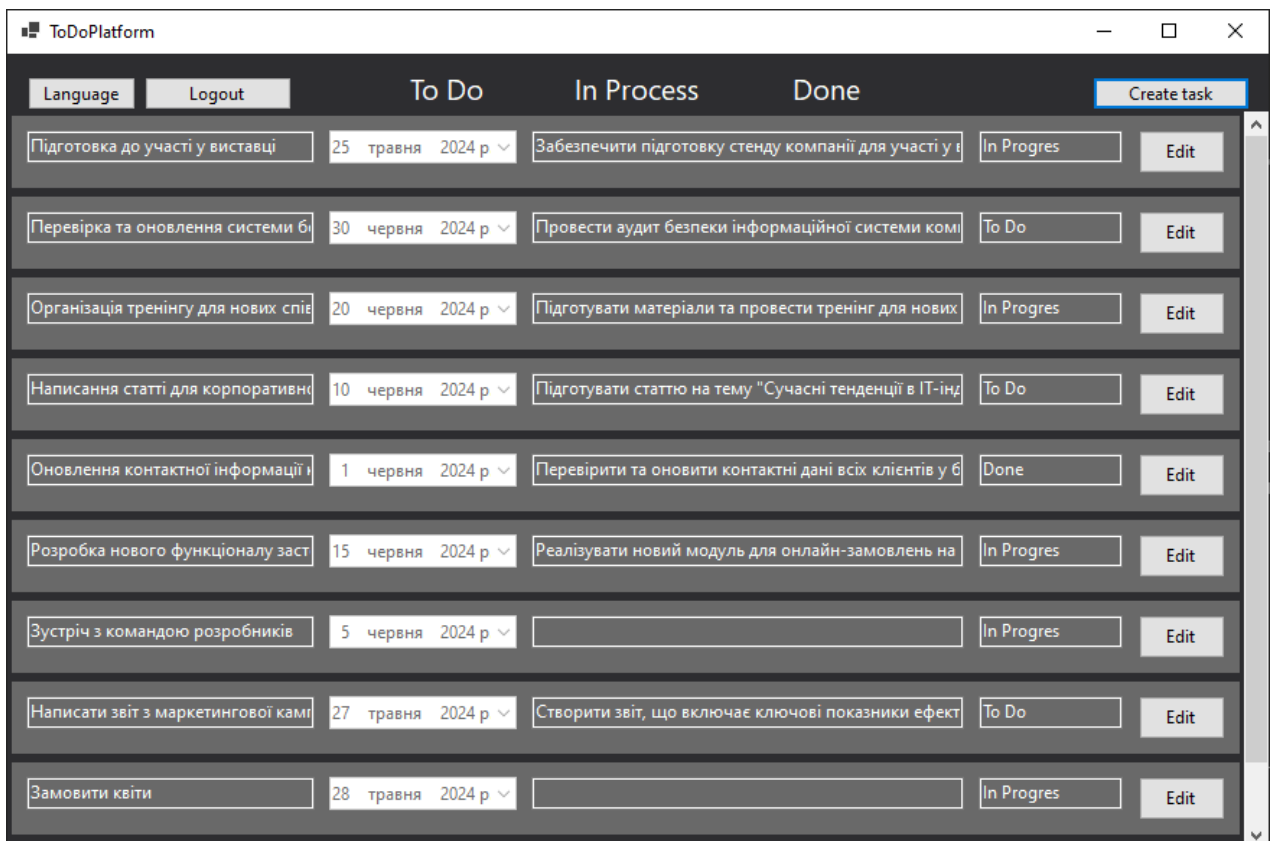 ToDoPlatform
Language Logout To Do In Process Done Create task
Підготовка до участі у виставці 25 травня 2024 р Забезпечити підготовку стенду компанії для участі у In Progres Edit
Перевірка та оновлення системи 30 червня 2024 р Провести аудит безпеки інформаційної системи To Do Edit
Організація тренінгу для нових 20 червня 2024 р Підготувати матеріали та провести тренінг для нових In Progres Edit
Написання статті для 10 червня 2024 р Підготувати статтю на тему "Сучасні тенденції в ІТ-інд To Do Edit
Оновлення контактної інформації 1 червня 2024 р Перевірити та оновити контактні дані всіх клієнтів у б Done Edit
Розробка нового функціоналу заст 15 червня 2024 р Реалізувати новий модуль для онлайн-замовлень на In Progres Edit
Зустріч з командою розробників 5 червня 2024 р In Progres Edit
Написати звіт з маркетингової 27 травня 2024 р Створити звіт, що включає ключові показники ефект To Do Edit
Замовити квіти 28 травня 2024 р In Progres Edit